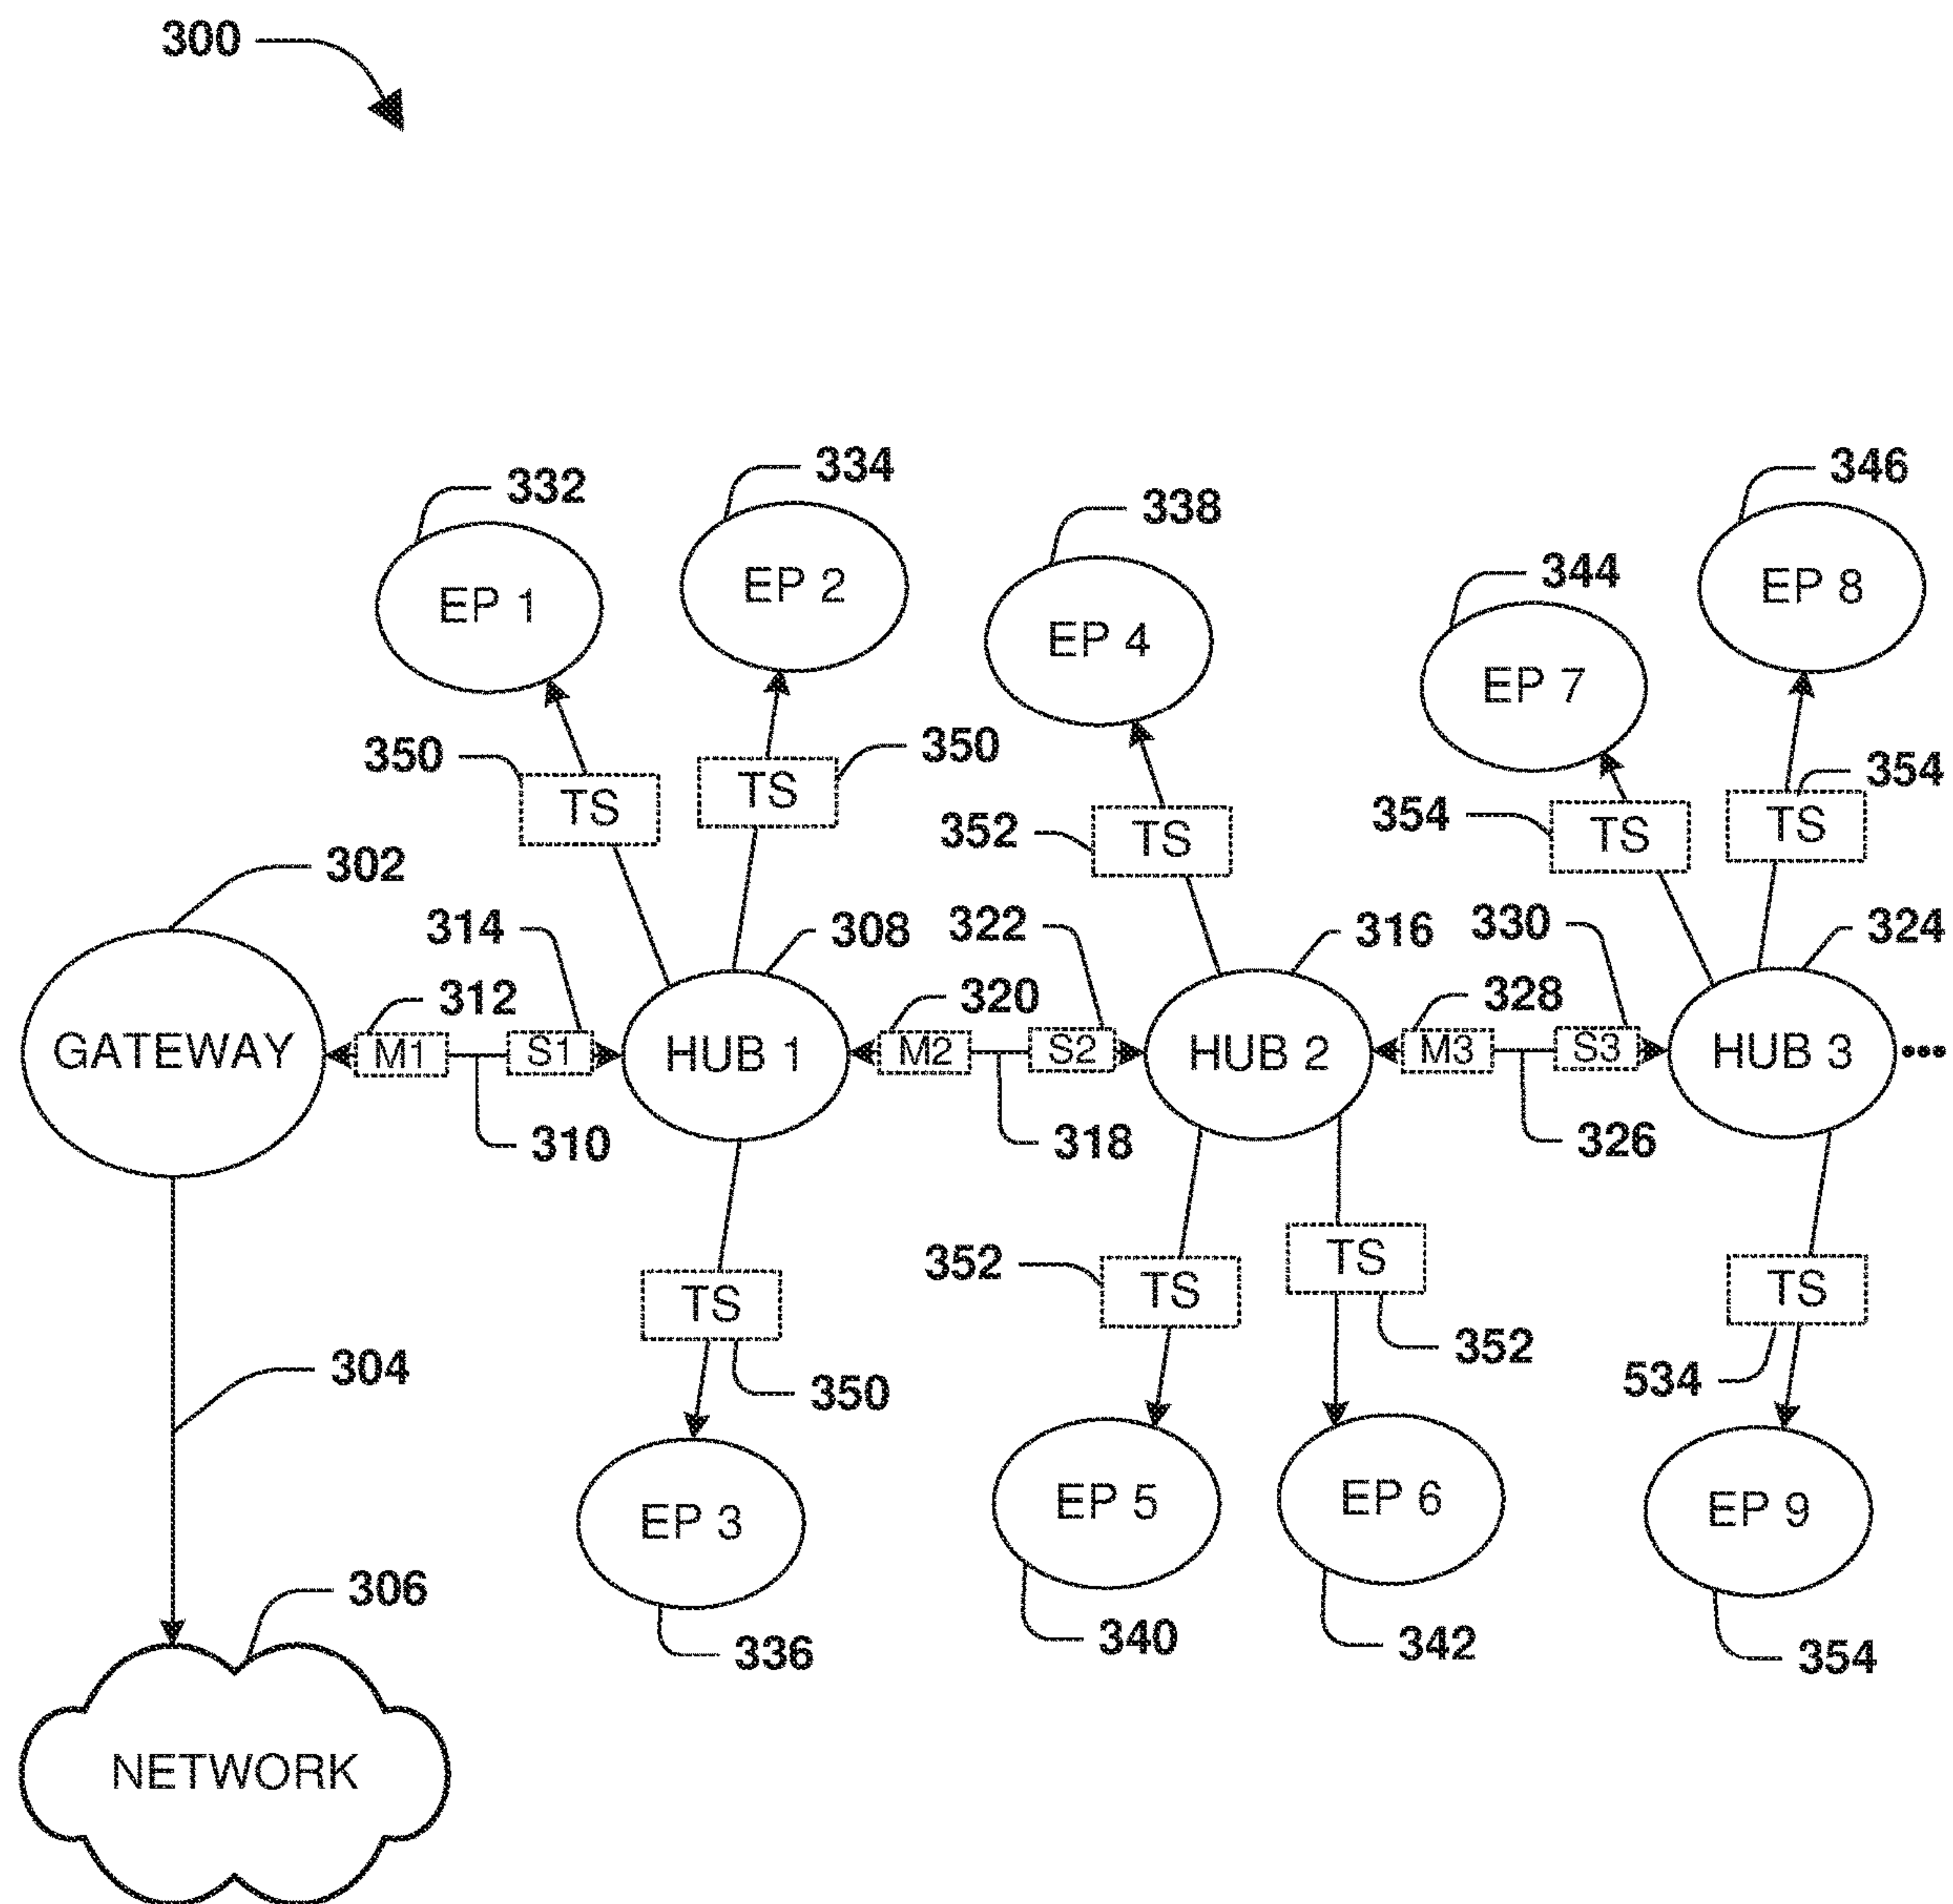 300
332
334
338
346
344
EP 1
EP 2
EP 4
EP 7
EP 8
350
TS
TS
350
352
TS
354
TS
TS
354
302
314
308
322
316
330
324
312
320
328
GATEWAY
M1
S1
HUB 1
M2
S2
HUB 2
M3
S3
HUB 3
•••
310
318
326
TS
350
352
TS
TS
352
TS
534
304
EP 3
EP 5
EP 6
EP 9
306
336
340
342
354
NETWORK